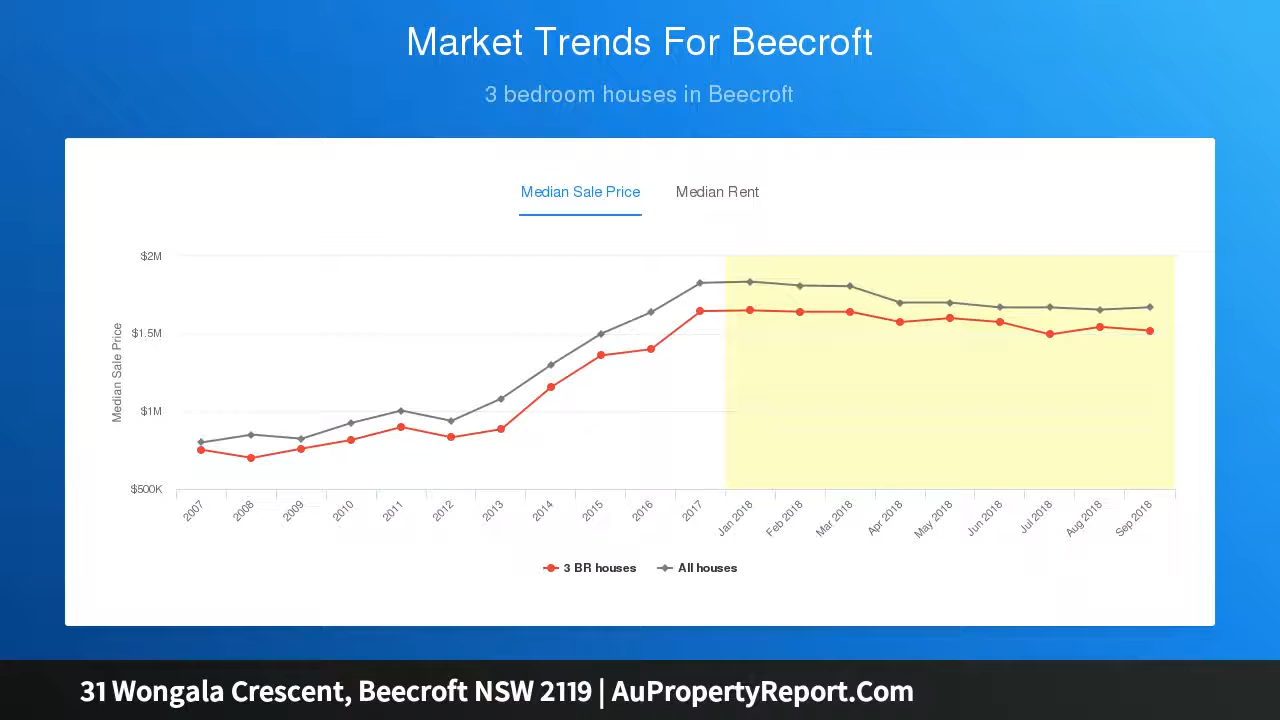 Market Trends For Beecroft
3 bedroom houses in Beecroft
Median Sale Price Median Rent
$2M
$1.5M
$1M
$500K
Median Sale Price
2007 2008 2009 2010 2011 2012 2013 2014 2015 2016 2017 Jan 2018 Feb 2018 Mar 2018 Apr 2018 May 2018 Jun 2018 Jul 2018 Aug 2018 Sep 2018
3 BR houses All houses
31 Wongala Crescent, Beecroft NSW 2119 | AuPropertyReport.Com